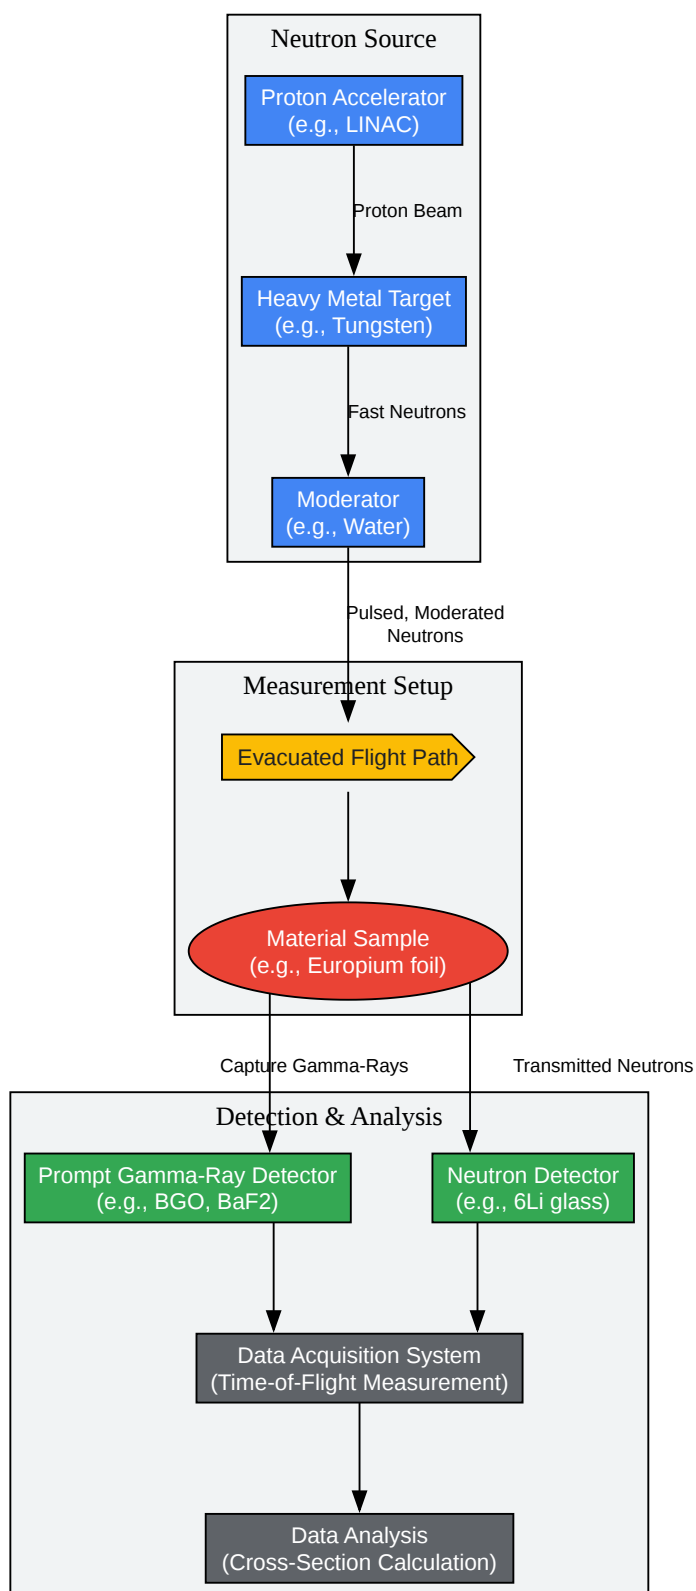 Neutron Source
Proton Accelerator
(e.g., LINAC)
Proton Beam
Heavy Metal Target
(e.g., Tungsten)
Fast Neutrons
Moderator
(e.g., Water)
Pulsed, Moderated
Neutrons
Measurement Setup
Evacuated Flight Path
Material Sample
(e.g., Europium foil)
Capture Gamma-Rays
Transmitted Neutrons
Detection & Analysis
Prompt Gamma-Ray Detector
(e.g., BGO, BaF2)
Neutron Detector
(e.g., 6Li glass)
Data Acquisition System
(Time-of-Flight Measurement)
Data Analysis
(Cross-Section Calculation)